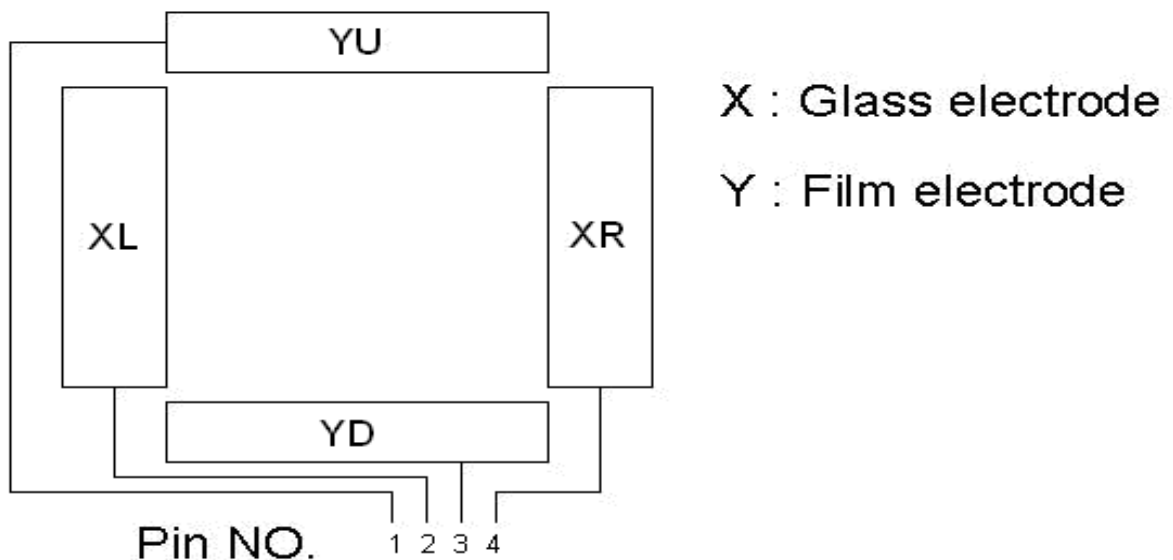 YU
X : Glass electrode
Y : Film electrode
XL
XR
YD
Pin NO. 1 2 3 4